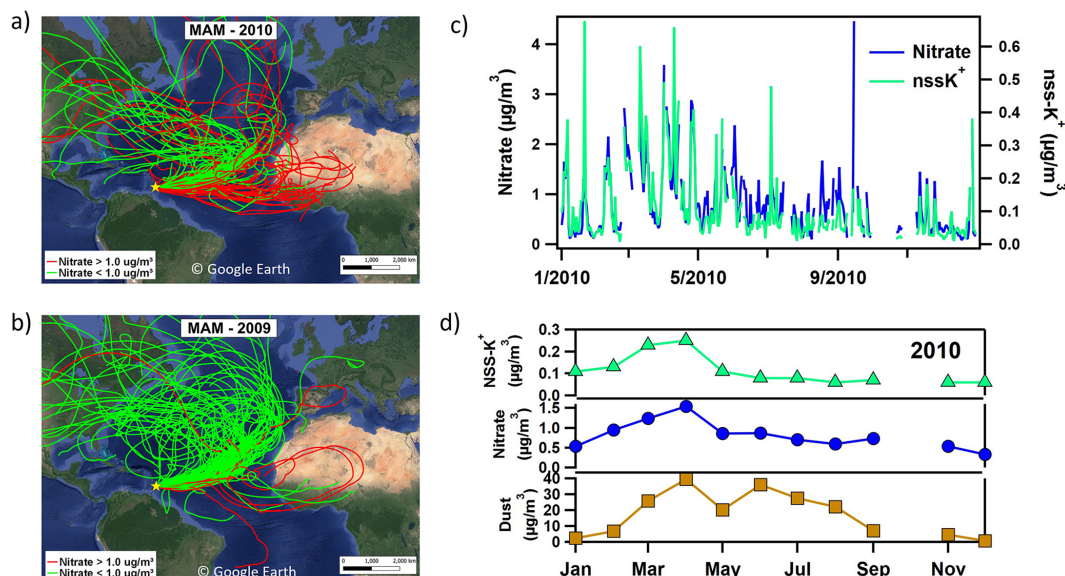 a)
MAM - 2010
Nitrate > 1.0 ug/m³
Nitrate < 1.0 ug/m³
© Google Earth
0 1,000 2,000 km
b)
MAM - 2009
Nitrate > 1.0 ug/m³
Nitrate < 1.0 ug/m³
© Google Earth
0 1,000 2,000 km
c)
Nitrate
nssK+
Nitrate (µg/m³)
4
3
2
1
0
nss-K+ (µg/m³)
0.6
0.5
0.4
0.3
0.2
0.1
0.0
1/2010 5/2010 9/2010
d)
2010
NSS-K+
(µg/m³)
0.3
0.2
0.1
0.0
Nitrate
(µg/m³)
1.5
1.0
0.5
0.0
Dust
(µg/m³)
40
30
20
10
0
Jan Mar May Jul Sep Nov